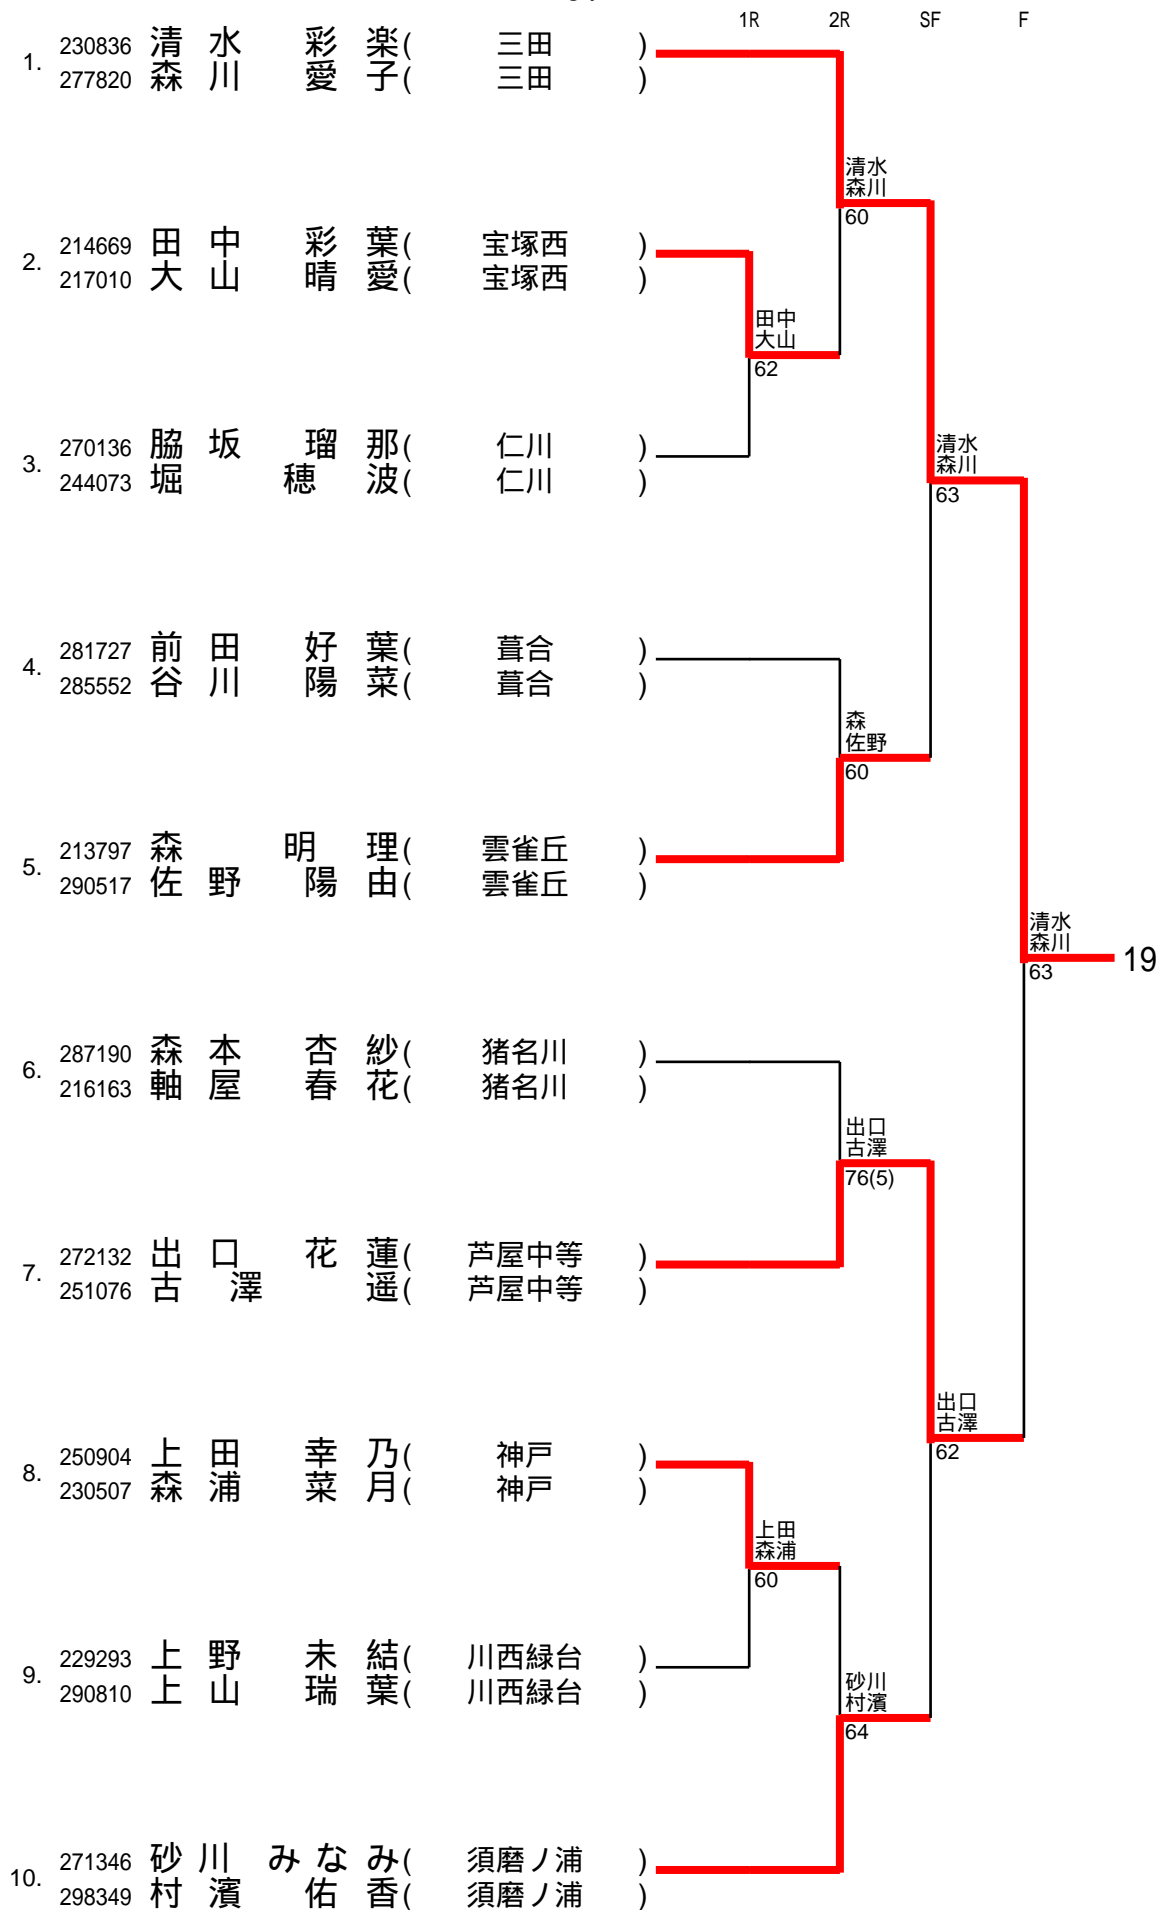 1R 2R SF F
1. 230836 清水 彩楽( 三田 )
277820 森川 愛子( 三田 )
清水
森川
60
2. 214669 田中 彩葉( 宝塚西 )
217010 大山 晴愛( 宝塚西 )
田中
大山
62
3. 270136 脇坂 瑠那( 仁川 )
244073 堀 穂波( 仁川 )
清水
森川
63
4. 281727 前田 好葉( 葺合 )
285552 谷川 陽菜( 葺合 )
森
佐野
60
5. 213797 森 明理( 雲雀丘 )
290517 佐野 陽由( 雲雀丘 )
清水
森川
63
19
6. 287190 森本 杏紗( 猪名川 )
216163 軸屋 春花( 猪名川 )
出口
古澤
76(5)
7. 272132 出口 花蓮( 芦屋中等 )
251076 古澤 遥( 芦屋中等 )
出口
古澤
62
8. 250904 上田 幸乃( 神戸 )
230507 森浦 菜月( 神戸 )
上田
森浦
60
9. 229293 上野 未結( 川西緑台 )
290810 上山 瑞葉( 川西緑台 )
砂川
村濱
64
10. 271346 砂川 みなみ( 須磨ノ浦 )
298349 村濱 佑香( 須磨ノ浦 )